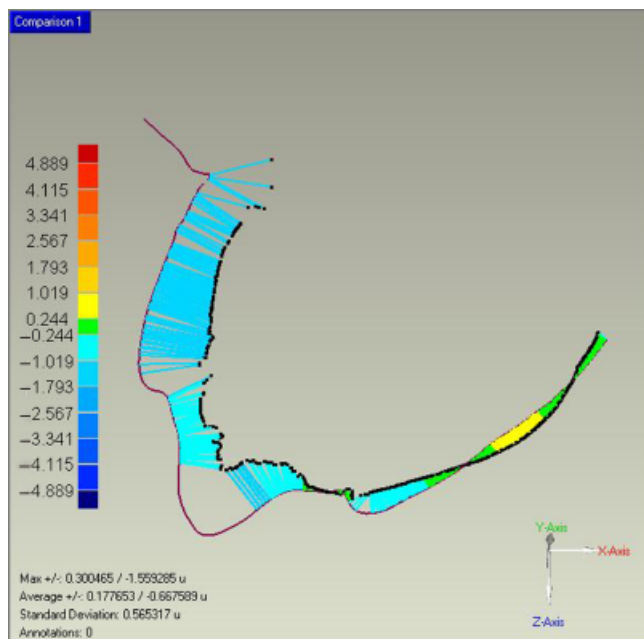 Comparison 1
4.889
4.115
3.341
2.567
1.793
1.019
0.244
−0.244
−1.019
−1.793
−2.567
−3.341
−4.115
−4.889
Y-Axis
X-Axis
Z-Axis
Max +/-: 0.300465 / -1.559285 u
Average +/-: 0.177653 / -0.667589 u
Standard Deviation: 0.565317 u
Annotations: 0